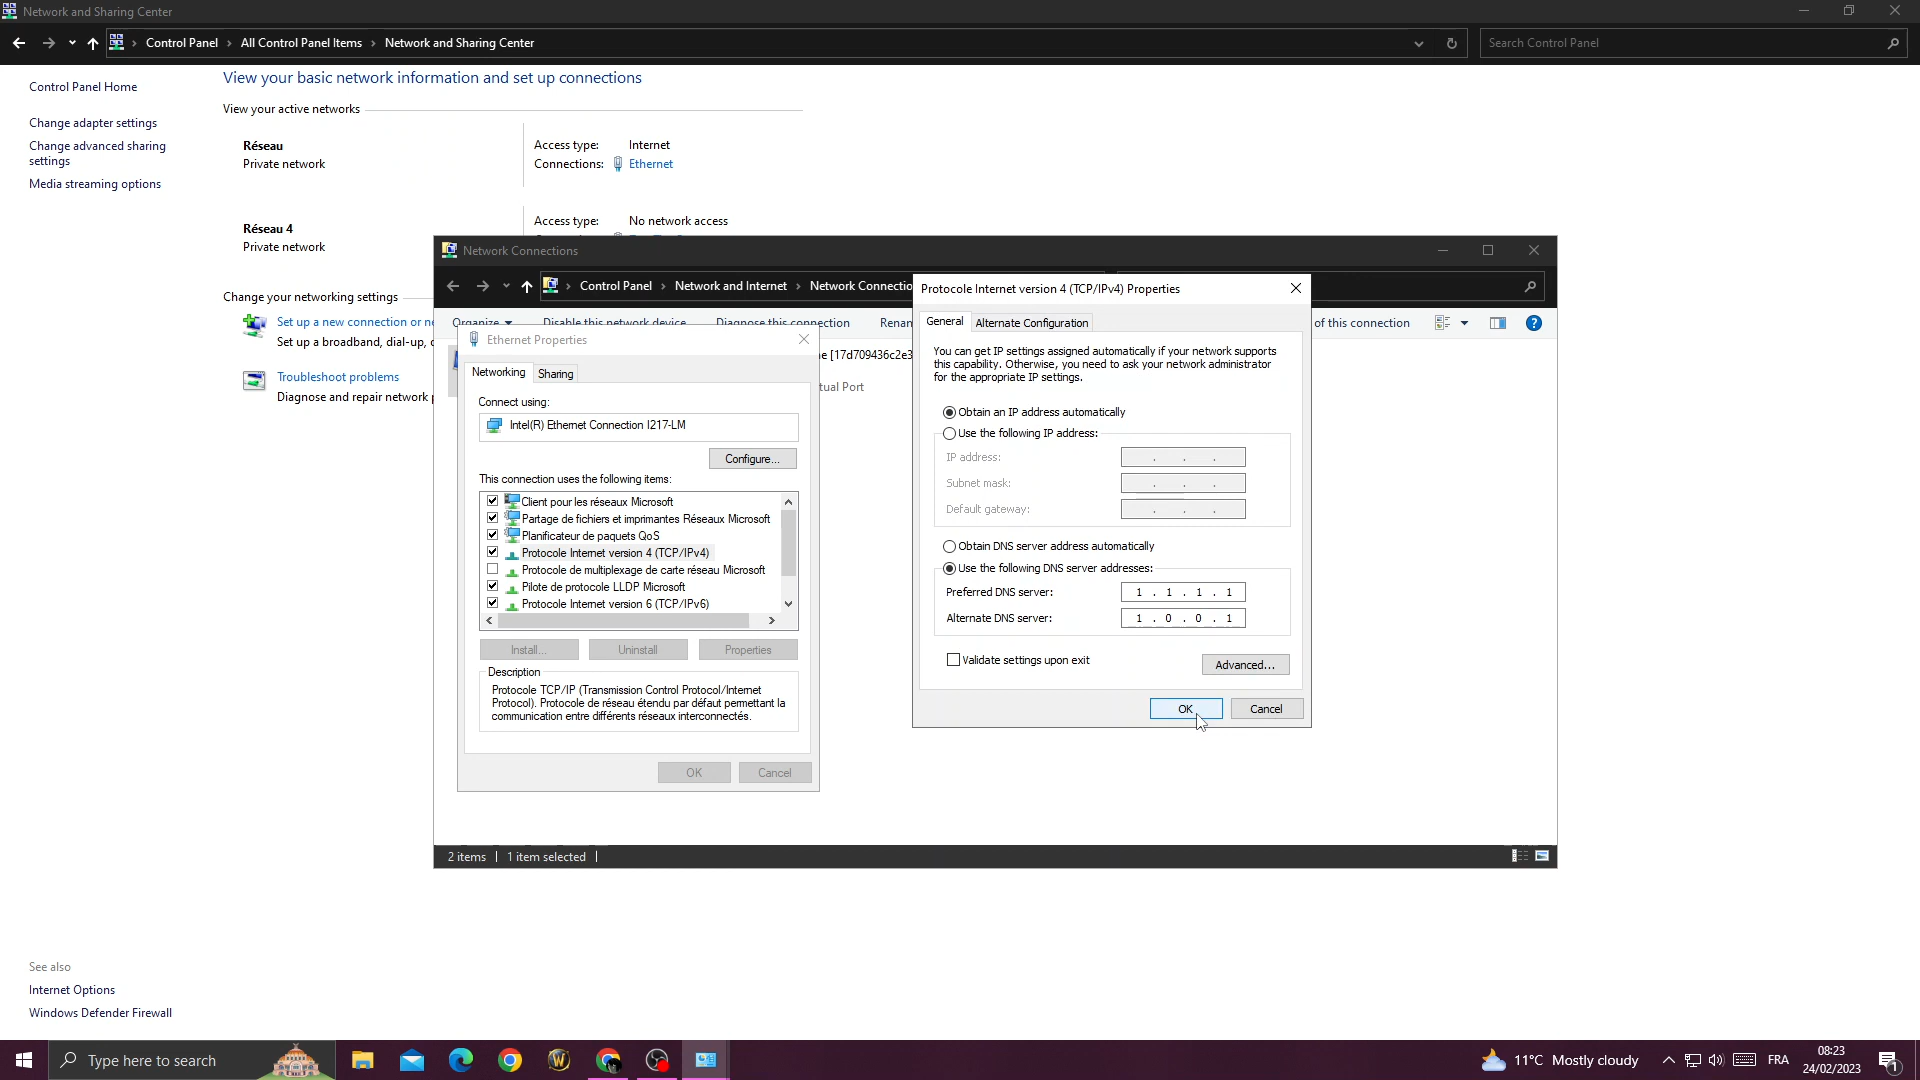 Network and Sharing Center
Control Panel › All Control Panel Items › Network and Sharing Center
Search Control Panel
Control Panel Home
Change adapter settings
Change advanced sharing
settings
Media streaming options
View your basic network information and set up connections
View your active networks
Réseau
Private network
Access type: Internet
Connections: Ethernet
Réseau 4
Private network
Access type: No network access
Change your networking settings
Set up a new connection or ne
Set up a broadband, dial-up, c
Troubleshoot problems
Diagnose and repair network
Network Connections
Control Panel › Network and Internet › Network Connectio
Organize Disable this network device Diagnose this connection Renan
of this connection
pe [17d709436c2e3
tual Port
Ethernet Properties
Networking
Sharing
Connect using:
Intel(R) Ethernet Connection I217-LM
Configure...
This connection uses the following items:
Client pour les réseaux Microsoft
Partage de fichiers et imprimantes Réseaux Microsoft
Planificateur de paquets QoS
Protocole Internet version 4 (TCP/IPv4)
Protocole de multiplexage de carte réseau Microsoft
Pilote de protocole LLDP Microsoft
Protocole Internet version 6 (TCP/IPv6)
Install... Uninstall Properties
Description
Protocole TCP/IP (Transmission Control Protocol/Internet
Protocol). Protocole de réseau étendu par défaut permettant la
communication entre différents réseaux interconnectés.
OK Cancel
Protocole Internet version 4 (TCP/IPv4) Properties
General
Alternate Configuration
You can get IP settings assigned automatically if your network supports
this capability. Otherwise, you need to ask your network administrator
for the appropriate IP settings.
Obtain an IP address automatically
Use the following IP address:
IP address: . . .
Subnet mask: . . .
Default gateway: . . .
Obtain DNS server address automatically
Use the following DNS server addresses:
Preferred DNS server: 1 . 1 . 1 . 1
Alternate DNS server: 1 . 0 . 0 . 1
Validate settings upon exit
Advanced...
OK Cancel
2 items 1 item selected
See also
Internet Options
Windows Defender Firewall
Type here to search
11°C Mostly cloudy
FRA
08:23
24/02/2023
1